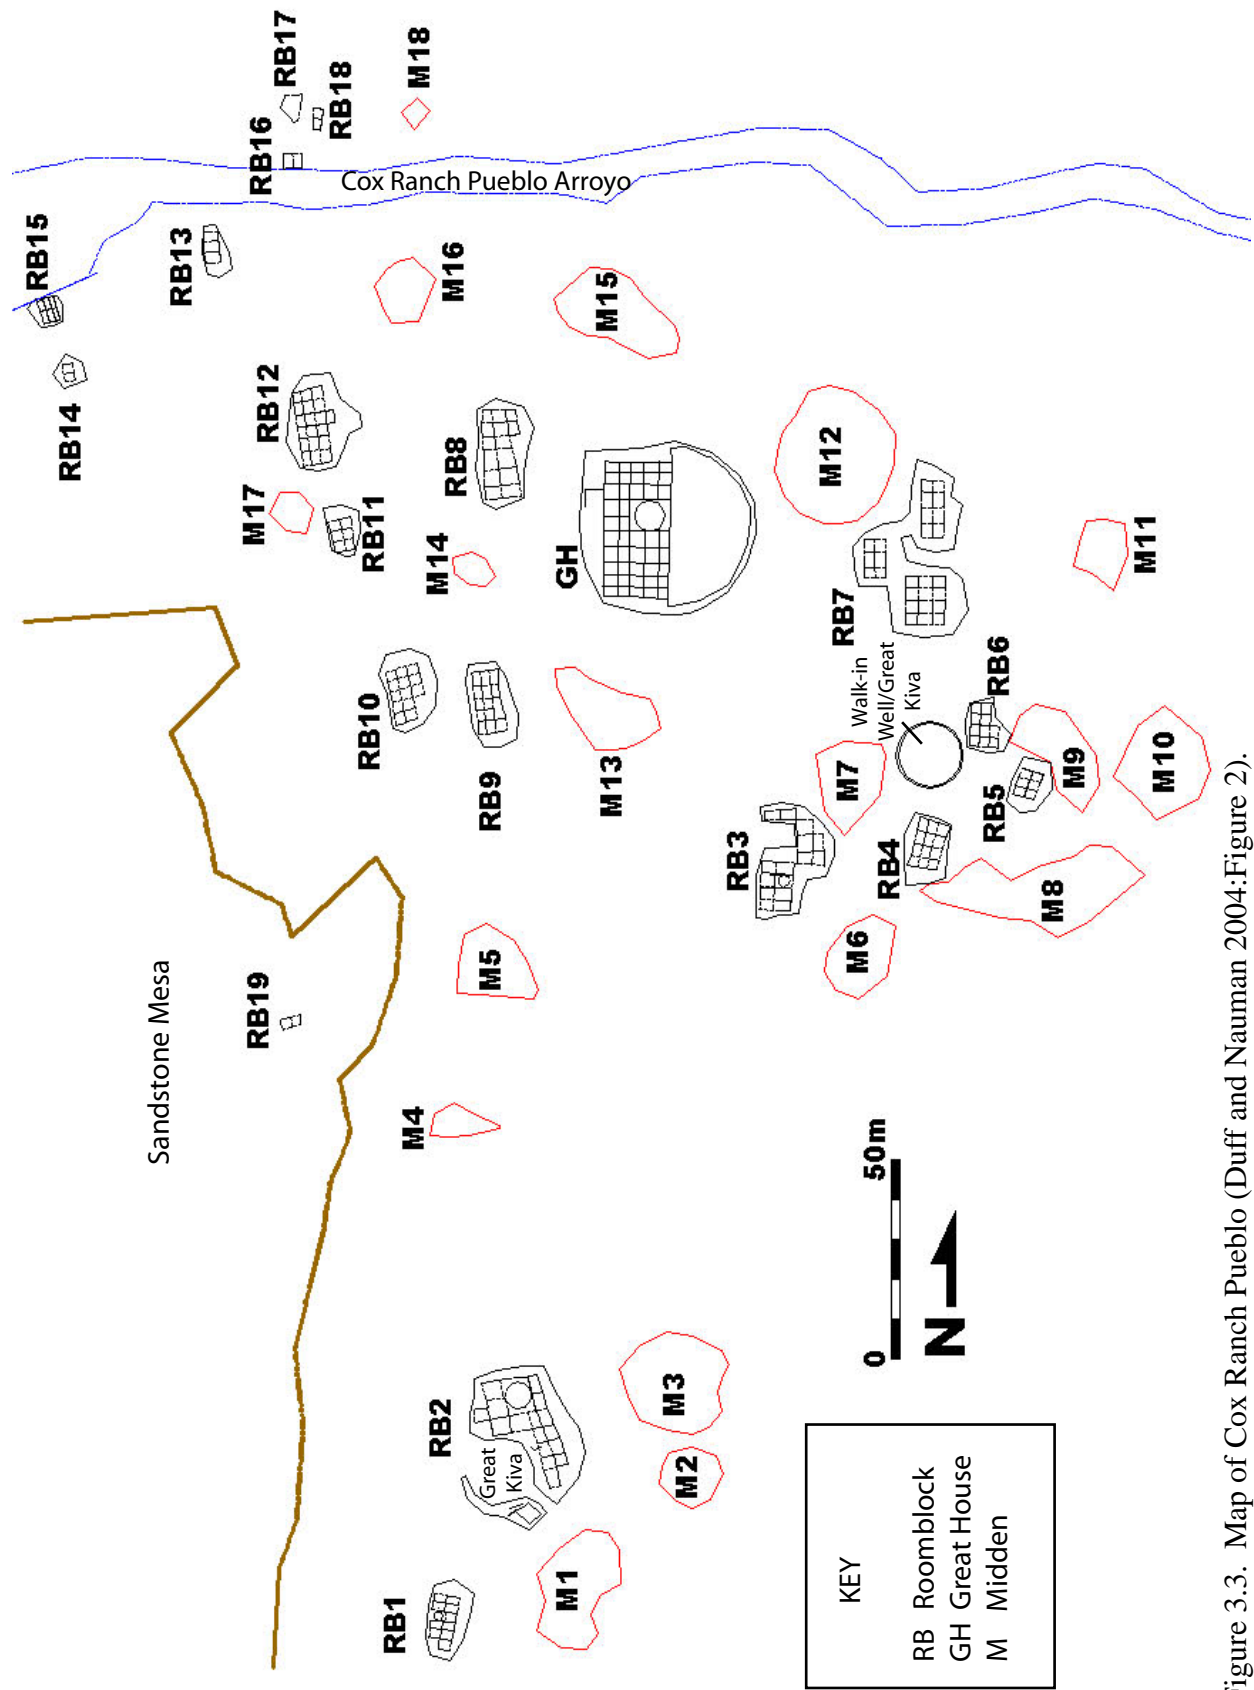 RB17
RB18
M18
RB16
Cox Ranch Pueblo Arroyo
RB15
RB13
M16
M15
RB14
RB12
RB8
M12
M17
RB11
M14
GH
M11
RB7
RB10
RB9
M13
Walk-in
Well/Great
Kiva
RB6
M7
RB5
M9
M10
RB3
RB4
M8
M6
Sandstone Mesa
RB19
M5
M4
0
50m
N
RB2
Great
Kiva
M3
M2
RB1
M1
KEY
RB Roomblock
GH Great House
M Midden
igure 3.3. Map of Cox Ranch Pueblo (Duff and Nauman 2004:Figure 2).